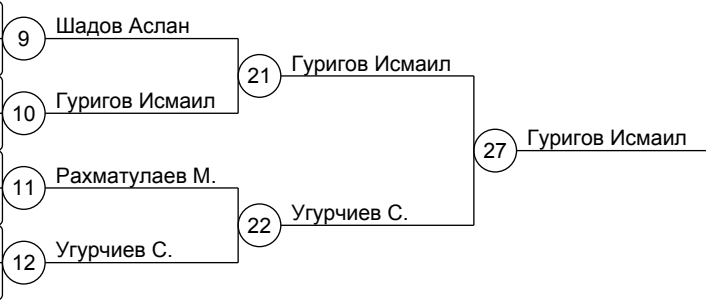 9 Шадов Аслан
21 Гуригов Исмаил
10 Гуригов Исмаил
27 Гуригов Исмаил
11 Рахматулаев М.
22 Угурчиев С.
12 Угурчиев С.